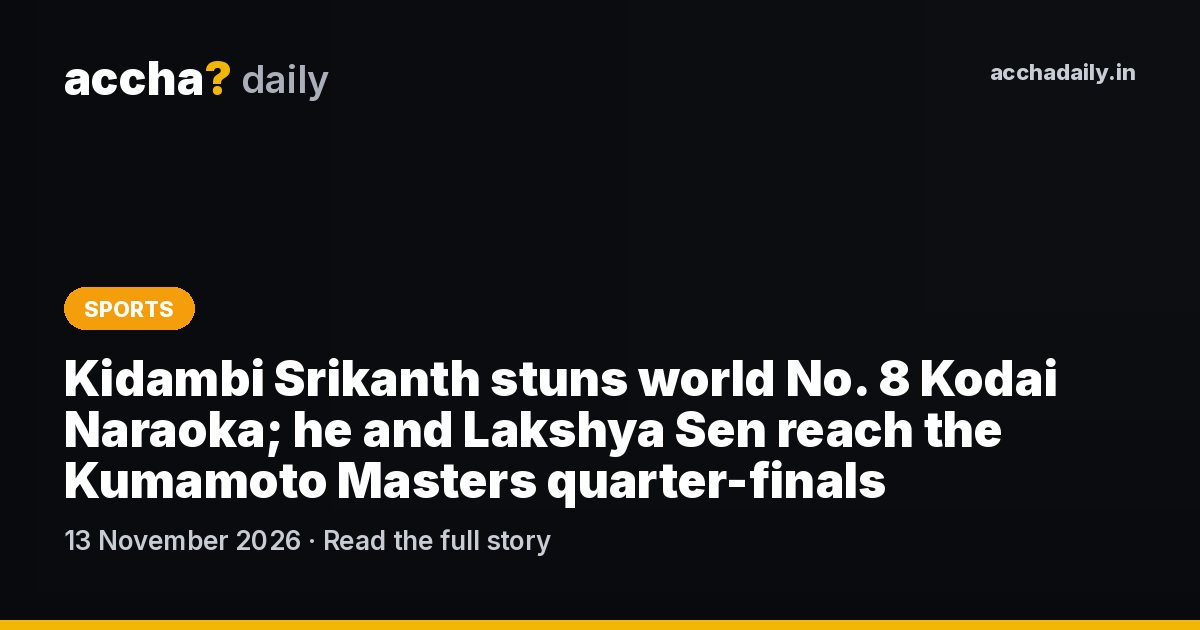 accha? daily
acchadaily.in
SPORTS
Kidambi Srikanth stuns world No. 8 Kodai
Naraoka; he and Lakshya Sen reach the
Kumamoto Masters quarter-finals
13 November 2026 · Read the full story